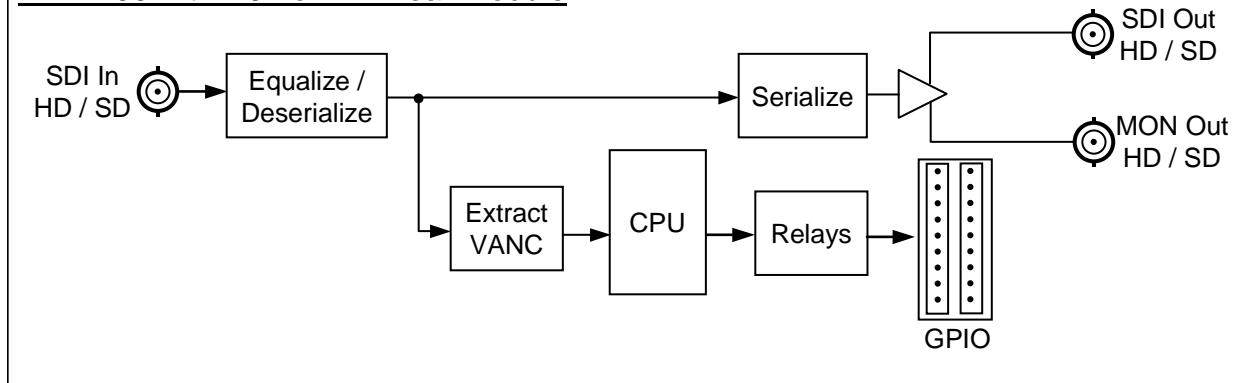 SDI In
HD / SD
Equalize /
Deserialize
Serialize
SDI Out
HD / SD
MON Out
HD / SD
Extract
VANC
CPU
Relays
GPIO